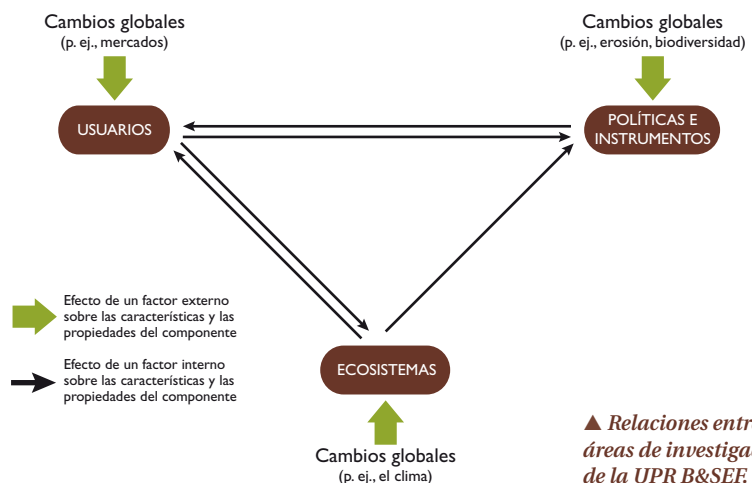 Cambios globales
(p. ej., mercados)
USUARIOS
Cambios globales
(p. ej., erosión, biodiversidad)
POLÍTICAS E
INSTRUMENTOS
Efecto de un factor externo
sobre las características y las
propiedades del componente
Efecto de un factor interno
sobre las características y las
propiedades del componente
ECOSISTEMAS
Cambios globales
(p. ej., el clima)
▲ Relaciones entr
áreas de investiga
de la UPR B&SEF.